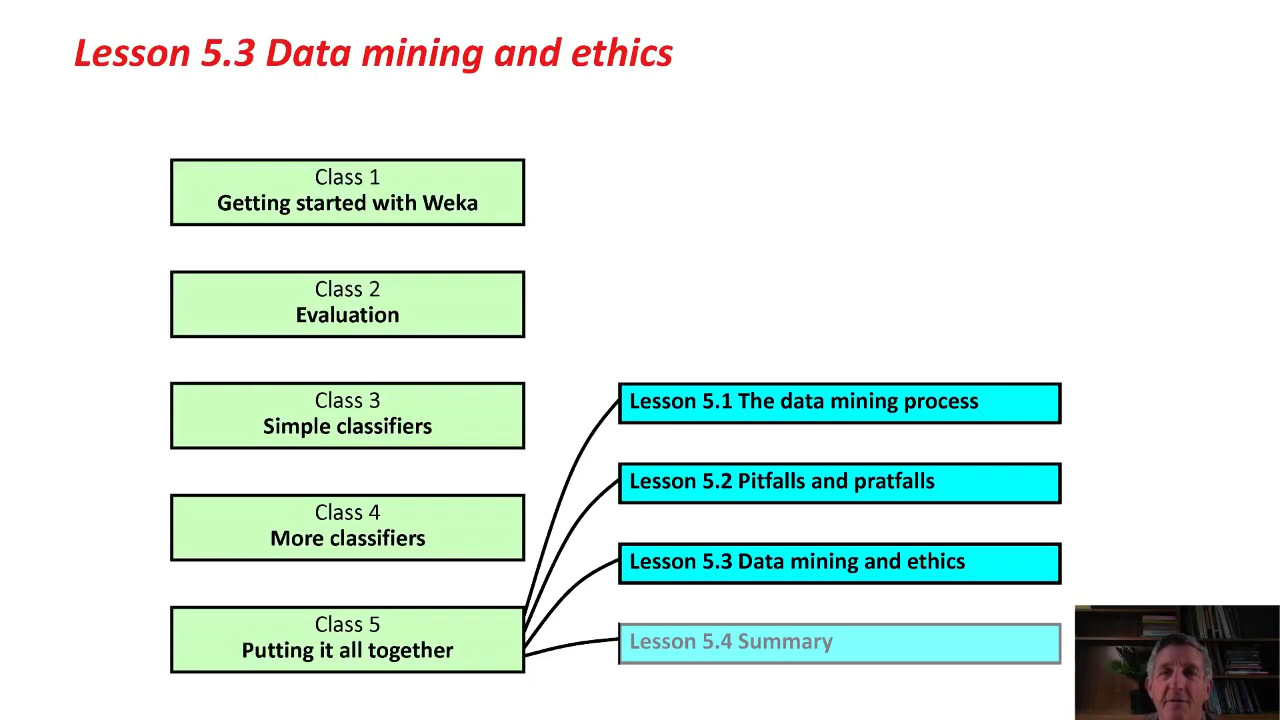 Lesson 5.3 Data mining and ethics
Class 1
Getting started with Weka
Class 2
Evaluation
Class 3
Simple classifiers
Class 4
More classifiers
Class 5
Putting it all together
Lesson 5.1 The data mining process
Lesson 5.2 Pitfalls and pratfalls
Lesson 5.3 Data mining and ethics
Lesson 5.4 Summary